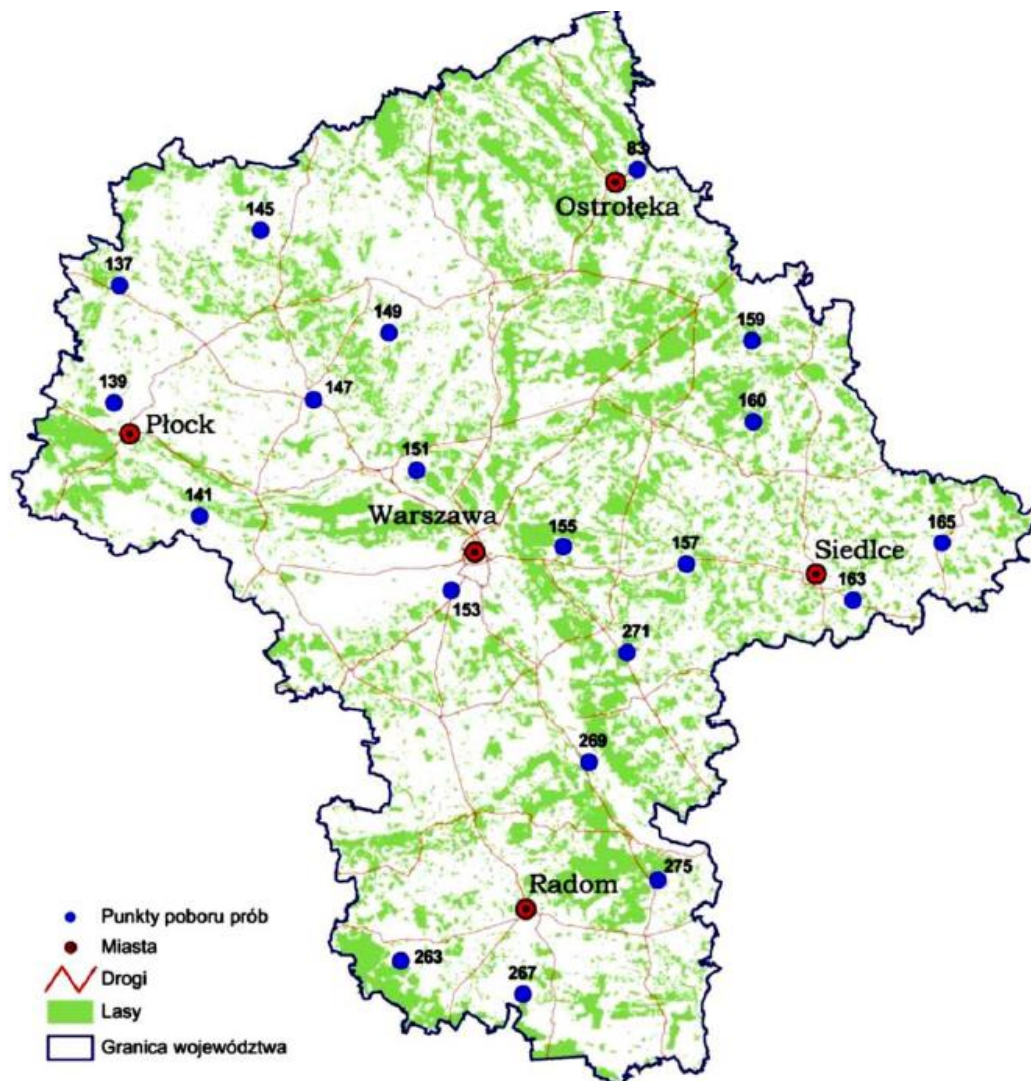 83
Ostrołęka
145
137
149
159
139
147
160
Płock
151
141
Warszawa
155
157
165
Siedlce
163
153
271
269
275
Radom
263
267
Punkty poboru prób
Miasta
Drogi
Lasy
Granica województwa